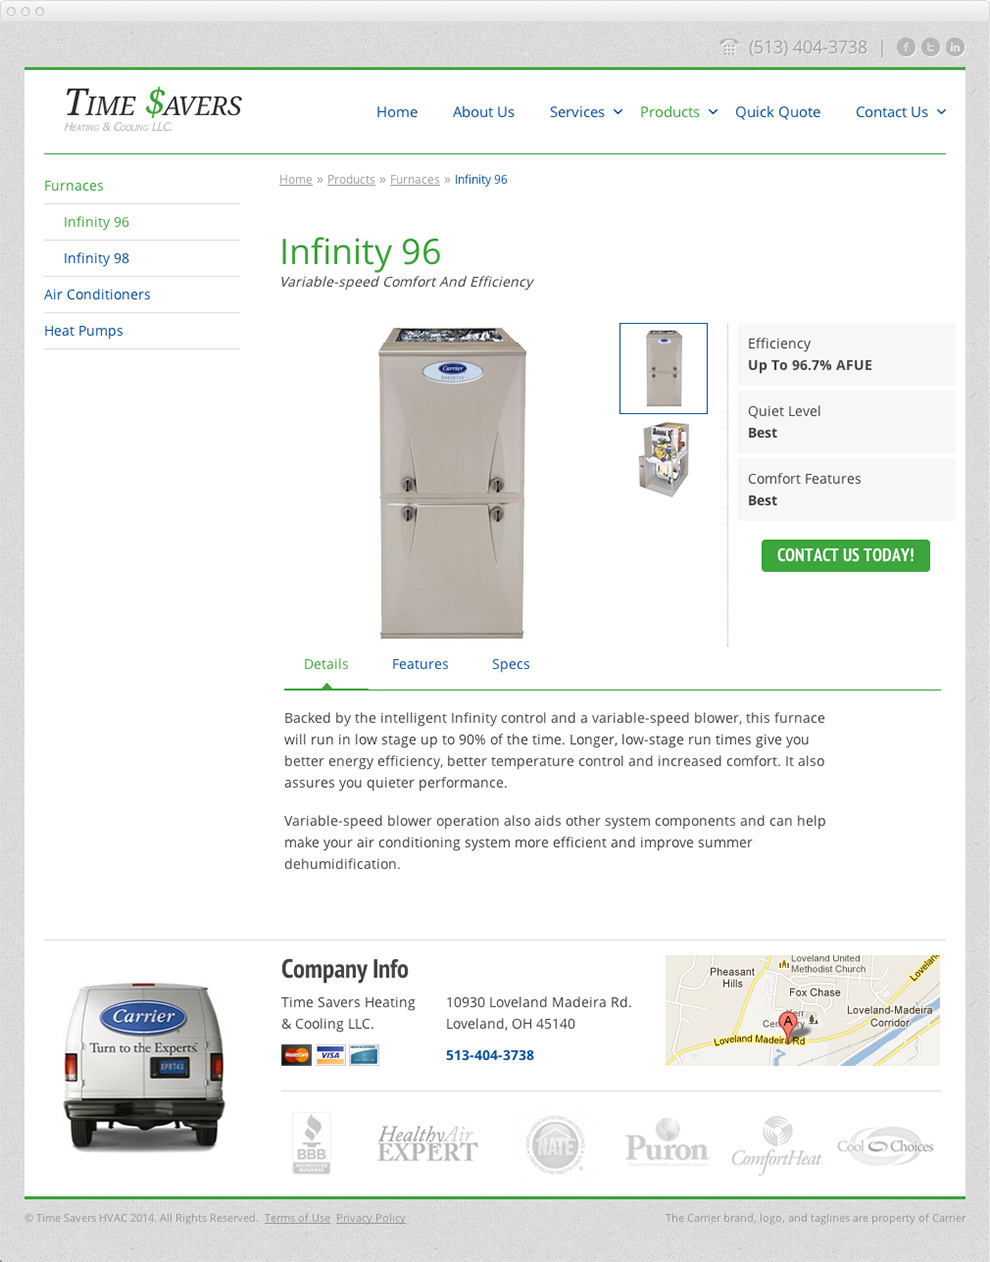 (513) 404-3738 |
TIME $AVERS
HEATING & COOLING LLC.
Home About Us Services Products Quick Quote Contact Us
Furnaces
Infinity 96
Infinity 98
Air Conditioners
Heat Pumps
Home » Products » Furnaces » Infinity 96
Infinity 96
Variable-speed Comfort And Efficiency
Carrier
INFINITY
Efficiency
Up To 96.7% AFUE
Quiet Level
Best
Comfort Features
Best
CONTACT US TODAY!
Details Features Specs
Backed by the intelligent Infinity control and a variable-speed blower, this furnace
will run in low stage up to 90% of the time. Longer, low-stage run times give you
better energy efficiency, better temperature control and increased comfort. It also
assures you quieter performance.
Variable-speed blower operation also aids other system components and can help
make your air conditioning system more efficient and improve summer
dehumidification.
Carrier
Turn to the Experts
XPRT4U
Company Info
Time Savers Heating
& Cooling LLC.
MasterCard VISA
10930 Loveland Madeira Rd.
Loveland, OH 45140
513-404-3738
Loveland United
Methodist Church
Pheasant
Hills
Loveland
Fox Chase
Kerr
Loveland-Madeira
Corridor
A
Loveland Madeira Rd
BBB
ACCREDITED
BUSINESS
HealthyAir
EXPERT
NATE
Puron
ComfortHeat
Cool Choices
© Time Savers HVAC 2014. All Rights Reserved. Terms of Use Privacy Policy
The Carrier brand, logo, and taglines are property of Carrier